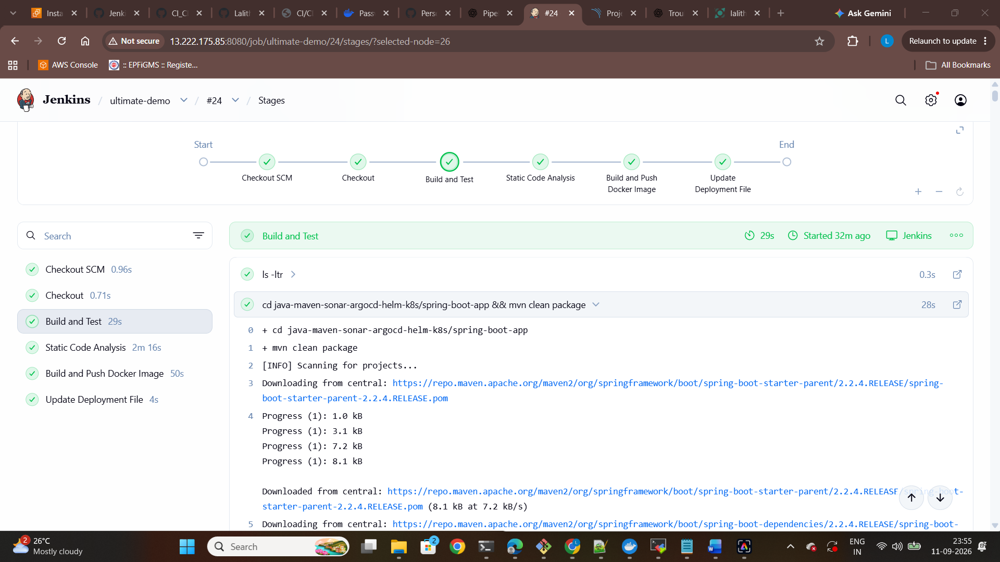 Insta
Jenki
CI_CI
Lalith
CI/CI
Pass
Pers
Pipel
#24
Proje
Trou
lalith
Ask Gemini
Not secure
13.222.175.85:8080/job/ultimate-demo/24/stages/?selected-node=26
L
Relaunch to update
AWS Console
:: EPFiGMS :: Registe...
All Bookmarks
Jenkins / ultimate-demo / #24 / Stages
Start
End
Checkout SCM
Checkout
Build and Test
Static Code Analysis
Build and Push
Docker Image
Update
Deployment File
Search
Build and Test
29s
Started 32m ago
Jenkins
Checkout SCM 0.96s
Checkout 0.71s
Build and Test 29s
Static Code Analysis 2m 16s
Build and Push Docker Image 50s
Update Deployment File 4s
ls -ltr
0.3s
cd java-maven-sonar-argocd-helm-k8s/spring-boot-app && mvn clean package
28s
0 + cd java-maven-sonar-argocd-helm-k8s/spring-boot-app
1 + mvn clean package
2 [INFO] Scanning for projects...
3 Downloading from central: https://repo.maven.apache.org/maven2/org/springframework/boot/spring-boot-starter-parent/2.2.4.RELEASE/spring-
boot-starter-parent-2.2.4.RELEASE.pom
4 Progress (1): 1.0 kB
Progress (1): 3.1 kB
Progress (1): 7.2 kB
Progress (1): 8.1 kB
Downloaded from central: https://repo.maven.apache.org/maven2/org/springframework/boot/spring-boot-starter-parent/2.2.4.RELEASE/spring-boot-
starter-parent-2.2.4.RELEASE.pom (8.1 kB at 7.2 kB/s)
5 Downloading from central: https://repo.maven.apache.org/maven2/org/springframework/boot/spring-boot-dependencies/2.2.4.RELEASE/spring-boot-
2
26°C
Mostly cloudy
Search
2
ENG
IN
23:55
11-09-2026